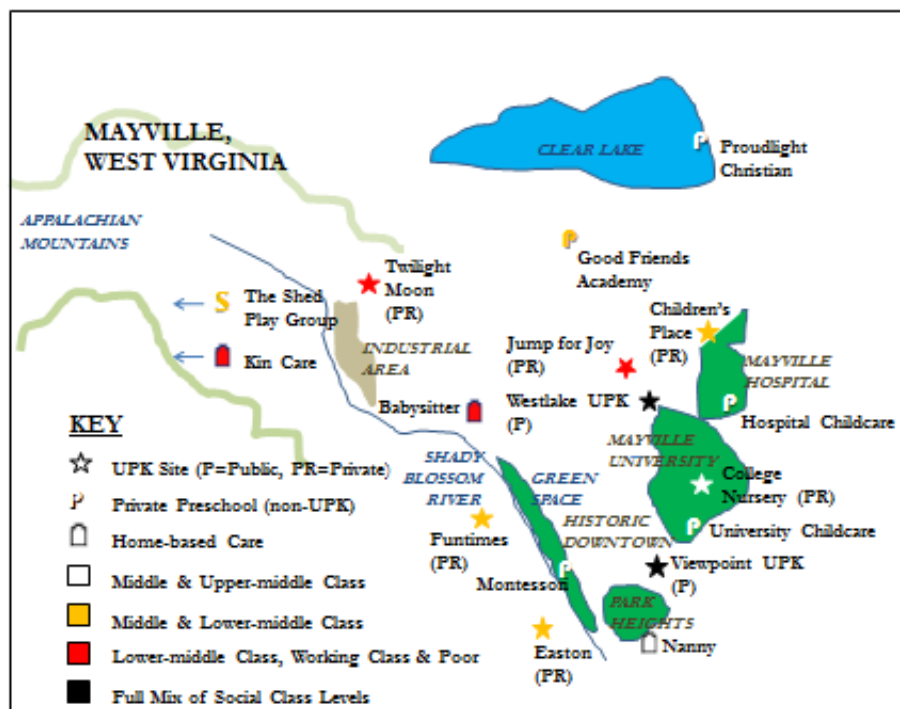 MAYVILLE,
WEST VIRGINIA
CLEAR LAKE
Proudlight
Christian
APPALACHIAN
MOUNTAINS
Good Friends
Academy
Twilight
Moon
(PR)
S
The Shed
Play Group
Children's
Place
(PR)
INDUSTRIAL
AREA
Jump for Joy
(PR)
MAYVILLE
HOSPITAL
Kin Care
Babysitter
Westlake UPK
(P)
Hospital Childcare
MAYVILLE
UNIVERSITY
SHADY
BLOSSOM
RIVER
GREEN
SPACE
College
Nursery (PR)
HISTORIC
DOWNTOWN
University Childcare
Funtimes
(PR)
Montesson
Viewpoint UPK
(P)
PARK
HEIGHTS
Nanny
Easton
(PR)
KEY
UPK Site (P=Public, PR=Private)
P Private Preschool (non-UPK)
Home-based Care
Middle & Upper-middle Class
Middle & Lower-middle Class
Lower-middle Class, Working Class & Poor
Full Mix of Social Class Levels